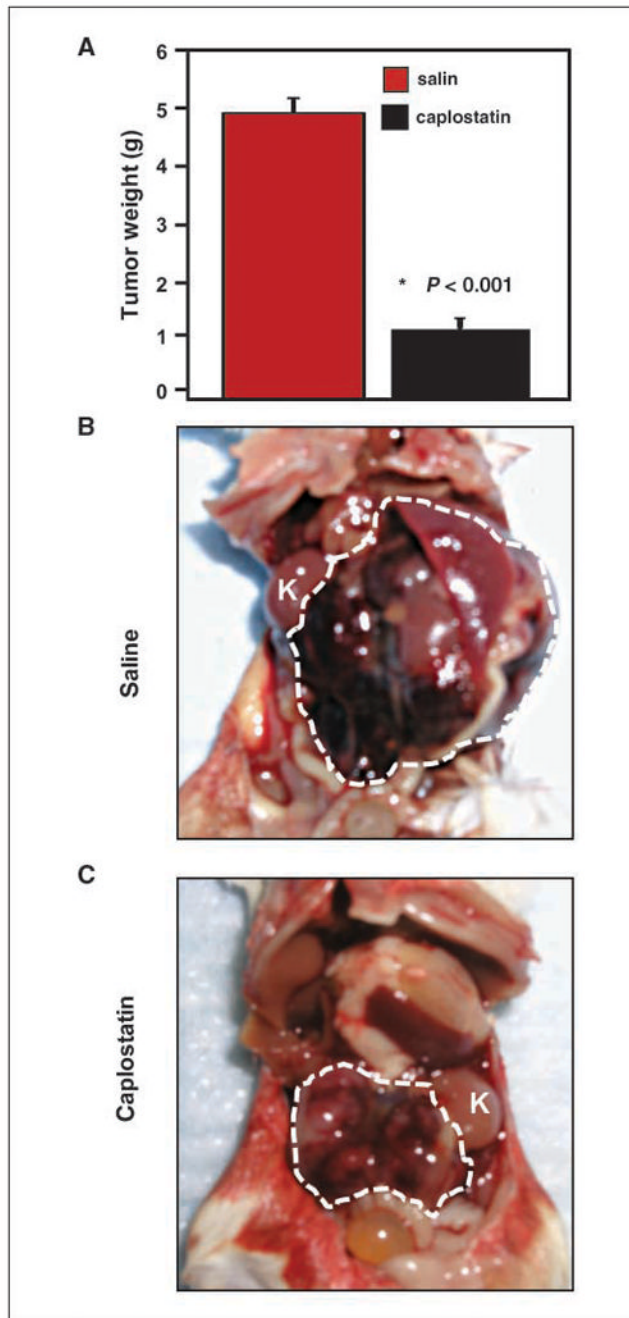 A
6
5
4
3
2
1
0
Tumor weight (g)
salin
caplostatin
* P < 0.001
B
Saline
K
C
Caplostatin
K